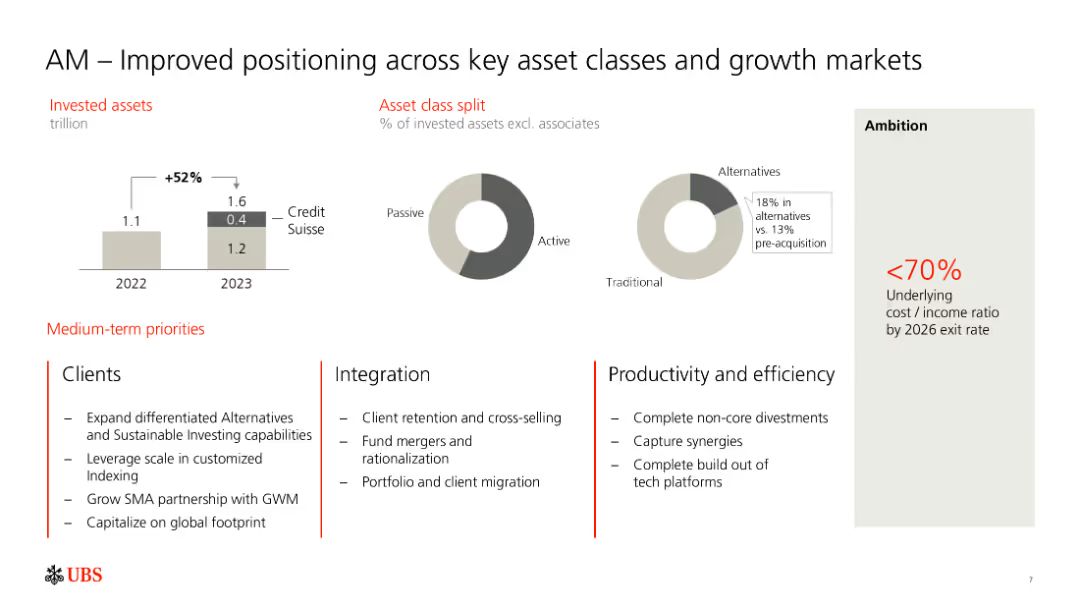 AM – Improved positioning across key asset classes and growth markets
Invested assets
trillion
+52%
1.1
1.6
0.4
1.2
Credit
Suisse
2022
2023
Asset class split
% of invested assets excl. associates
Passive
Active
Alternatives
18% in
alternatives
vs. 13%
pre-acquisition
Traditional
Ambition
<70%
Underlying
cost / income ratio
by 2026 exit rate
Medium-term priorities
Clients
– Expand differentiated Alternatives
and Sustainable Investing capabilities
– Leverage scale in customized
Indexing
– Grow SMA partnership with GWM
– Capitalize on global footprint
Integration
– Client retention and cross-selling
– Fund mergers and
rationalization
– Portfolio and client migration
Productivity and efficiency
– Complete non-core divestments
– Capture synergies
– Complete build out of
tech platforms
UBS
7